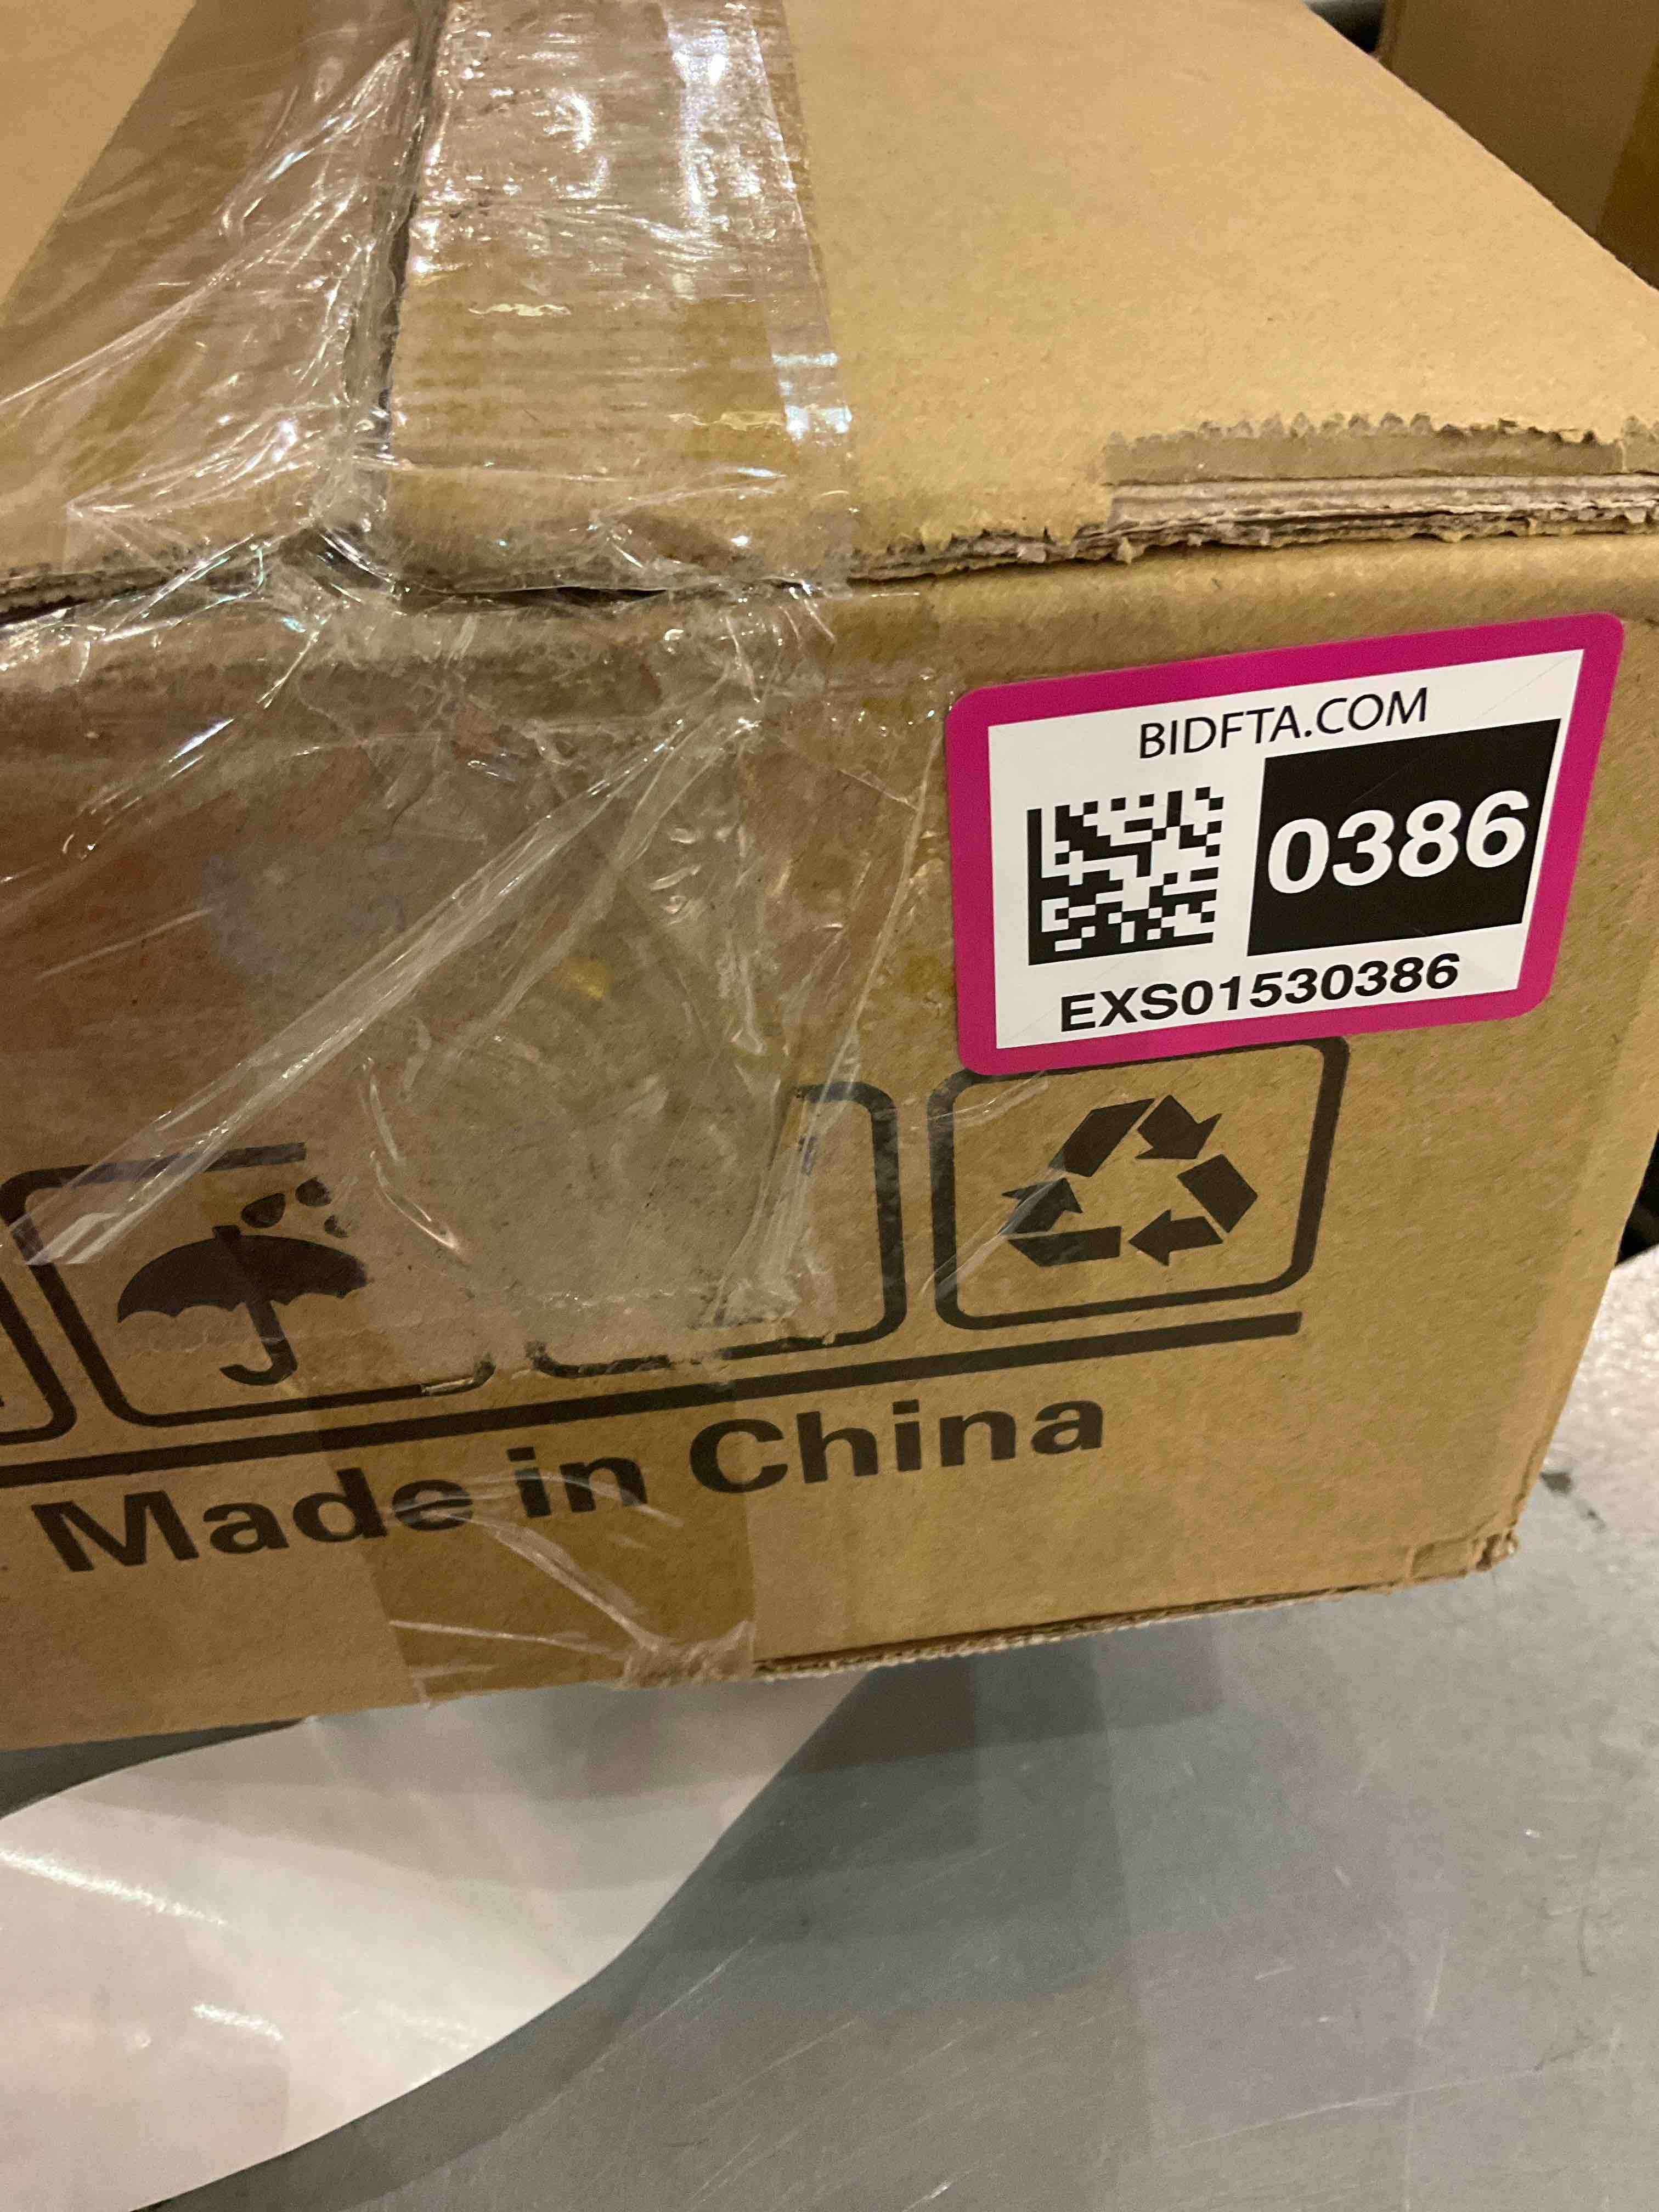 BIDFTA.COM
0386
EXS01530386
Made in China